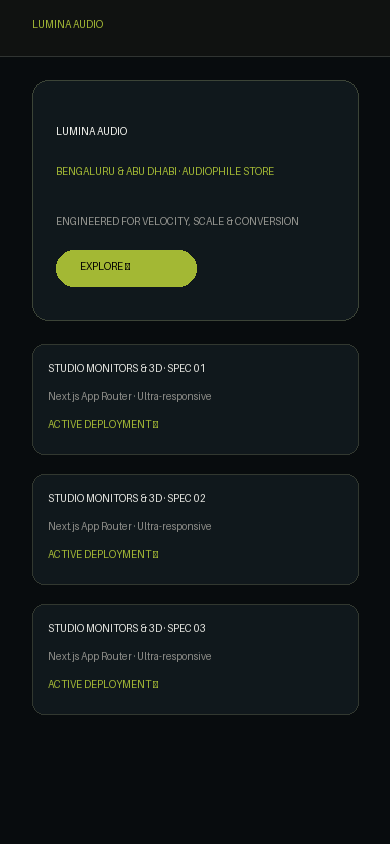 LUMINA AUDIO
LUMINA AUDIO
BENGALURU & ABU DHABI · AUDIOPHILE STORE
ENGINEERED FOR VELOCITY, SCALE & CONVERSION
EXPLORE
STUDIO MONITORS & 3D · SPEC 01
Next.js App Router · Ultra-responsive
ACTIVE DEPLOYMENT
STUDIO MONITORS & 3D · SPEC 02
Next.js App Router · Ultra-responsive
ACTIVE DEPLOYMENT
STUDIO MONITORS & 3D · SPEC 03
Next.js App Router · Ultra-responsive
ACTIVE DEPLOYMENT